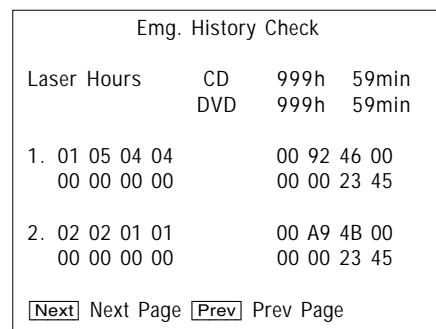 Emg. History Check
Laser Hours CD 999h 59min
DVD 999h 59min
1. 01 05 04 04 00 92 46 00
00 00 00 00 00 00 23 45
2. 02 02 01 01 00 A9 4B 00
00 00 00 00 00 00 23 45
Next Next Page Prev Prev Page